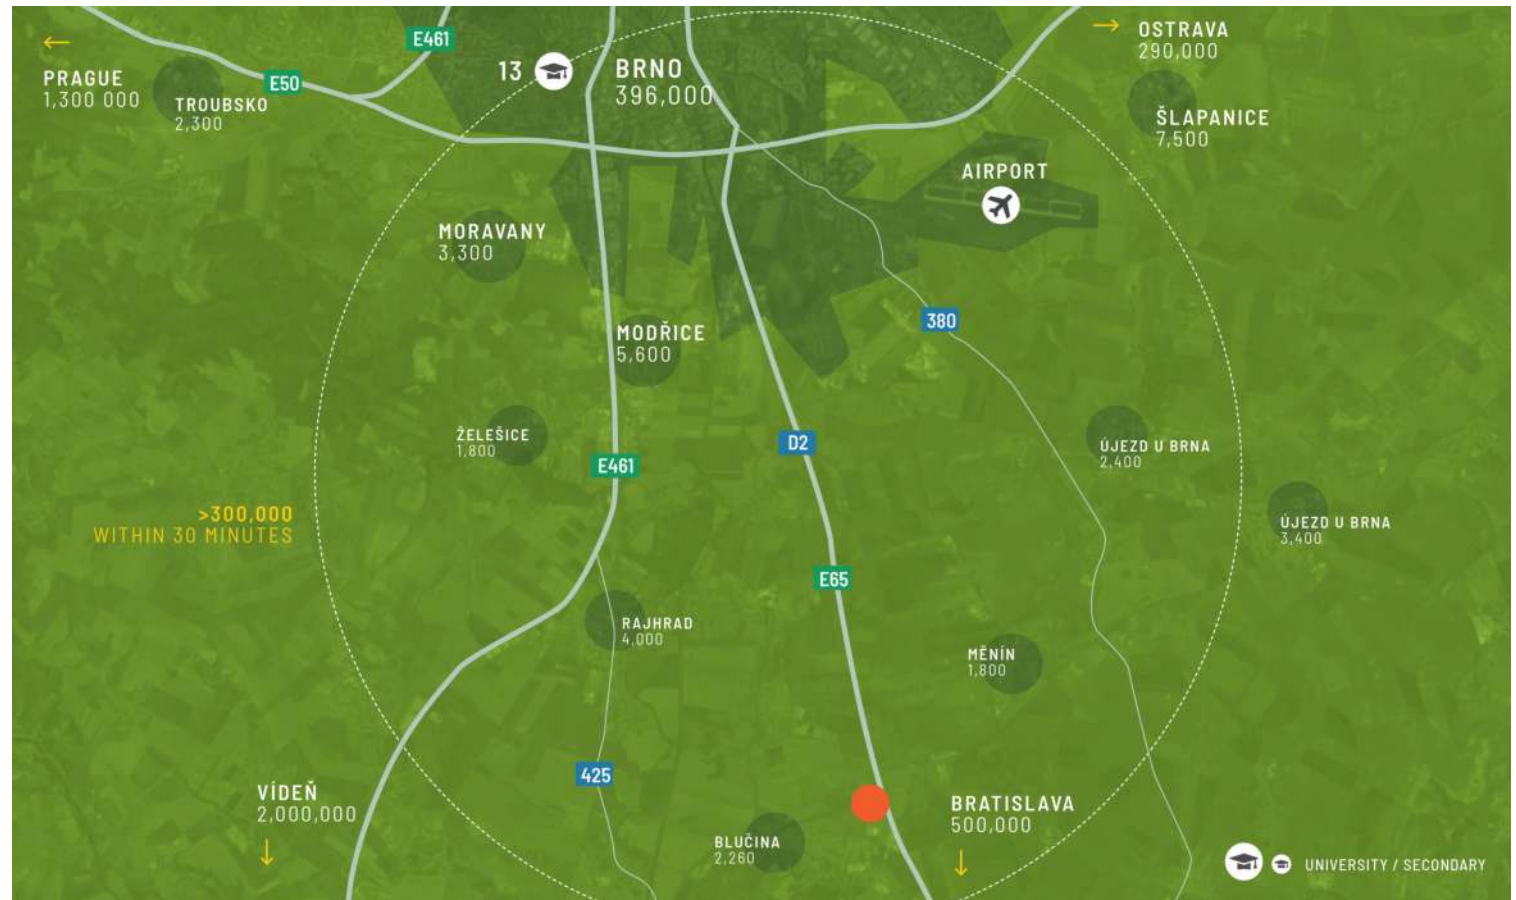 E461
OSTRAVA
290,000
PRAGUE
1,300 000
TROUBSKO
2,300
E50
13
BRNO
396,000
ŠLAPANICE
7,500
AIRPORT
MORAVANY
3,300
MODŘICE
5,600
380
ŽELEŠICE
1,800
E461
D2
ÚJEZD U BRNA
2,400
>300,000
WITHIN 30 MINUTES
ÚJEZD U BRNA
3,400
E65
RAJHRAD
4,000
MĚNÍN
1,800
425
VÍDEŇ
2,000,000
BRATISLAVA
500,000
BLUČINA
2,260
UNIVERSITY / SECONDARY